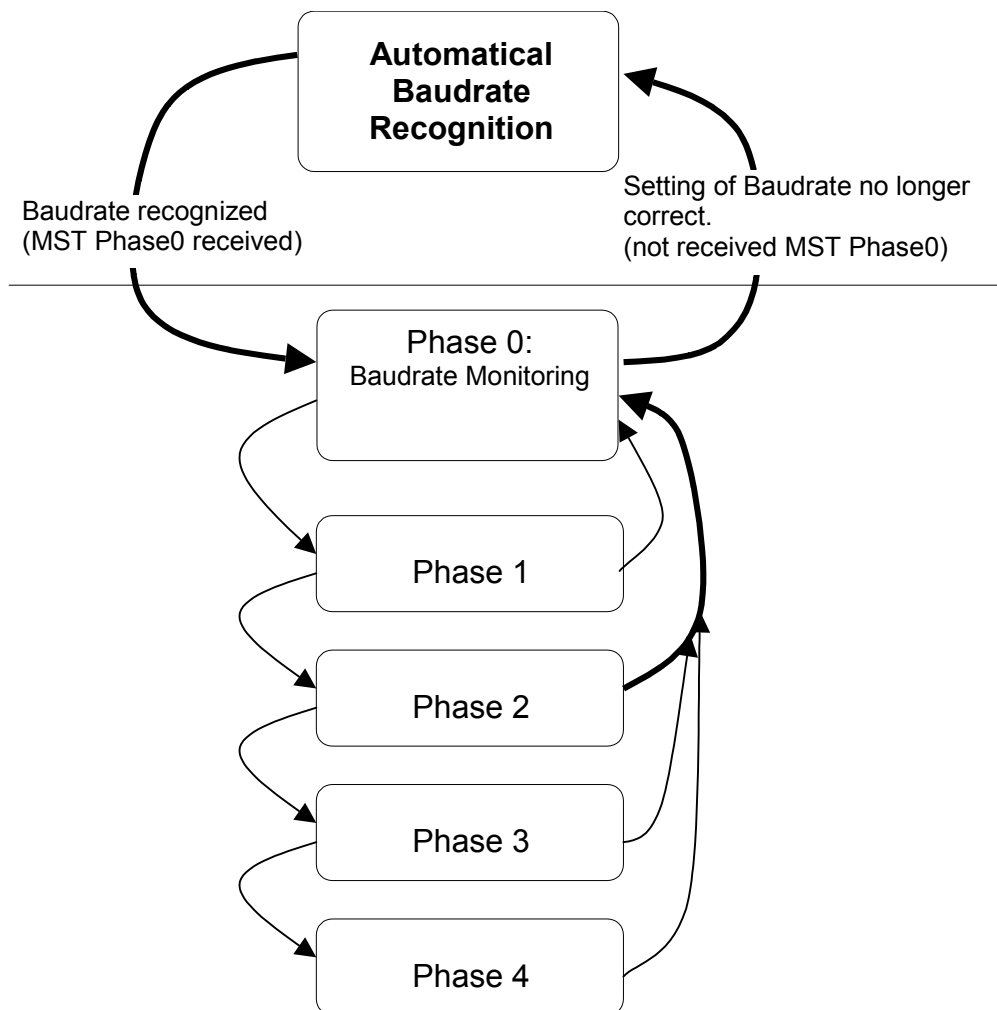 Automatical
Baudrate
Recognition
Baudrate recognized
(MST Phase0 received)
Setting of Baudrate no longer
correct.
(not received MST Phase0)
Phase 0:
Baudrate Monitoring
Phase 1
Phase 2
Phase 3
Phase 4